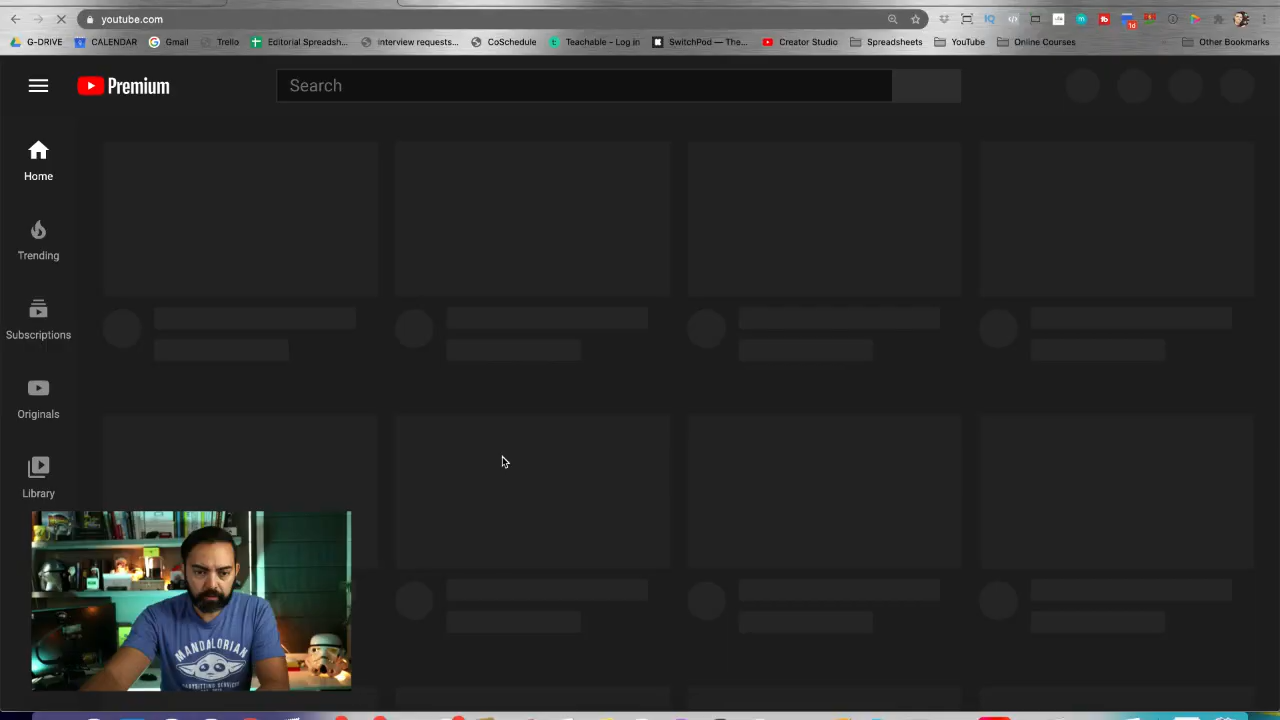 youtube.com
G-DRIVE CALENDAR Gmail Trello Editorial Spreadsh... interview requests... CoSchedule Teachable – Log in SwitchPod — The... Creator Studio Spreadsheets YouTube Online Courses Other Bookmarks
Premium Search
Home
Trending
Subscriptions
Originals
Library
MANDALORIAN